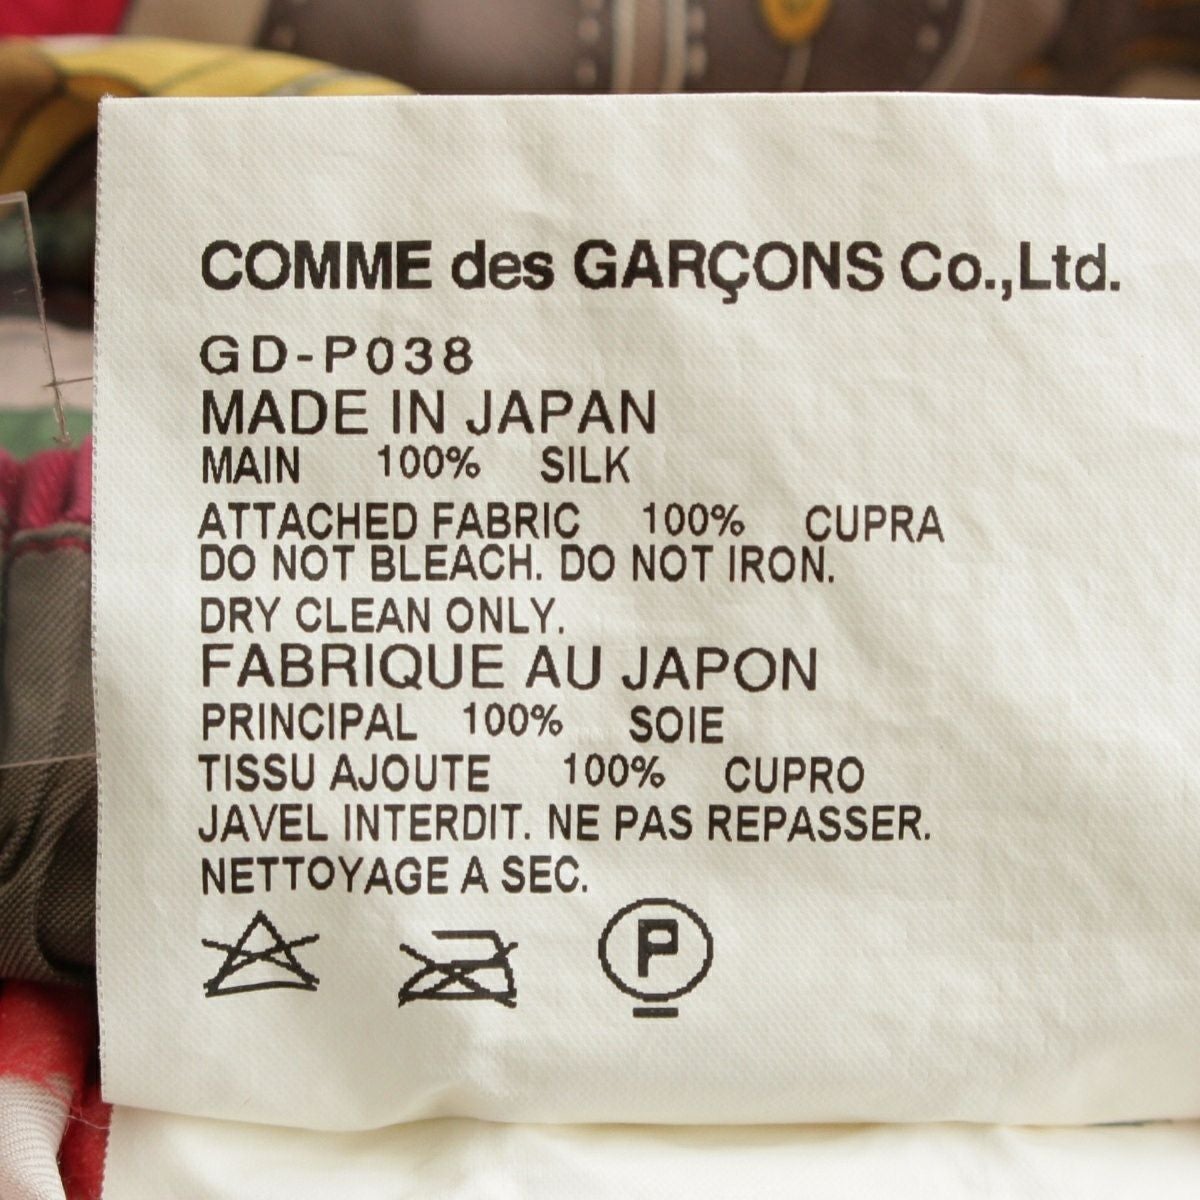 COMME des GARÇONS Co.,Ltd.
GD-P038
MADE IN JAPAN
MAIN 100% SILK
ATTACHED FABRIC 100% CUPRA
DO NOT BLEACH. DO NOT IRON.
DRY CLEAN ONLY.
FABRIQUE AU JAPON
PRINCIPAL 100% SOIE
TISSU AJOUTE 100% CUPRO
JAVEL INTERDIT. NE PAS REPASSER.
NETTOYAGE A SEC.
P